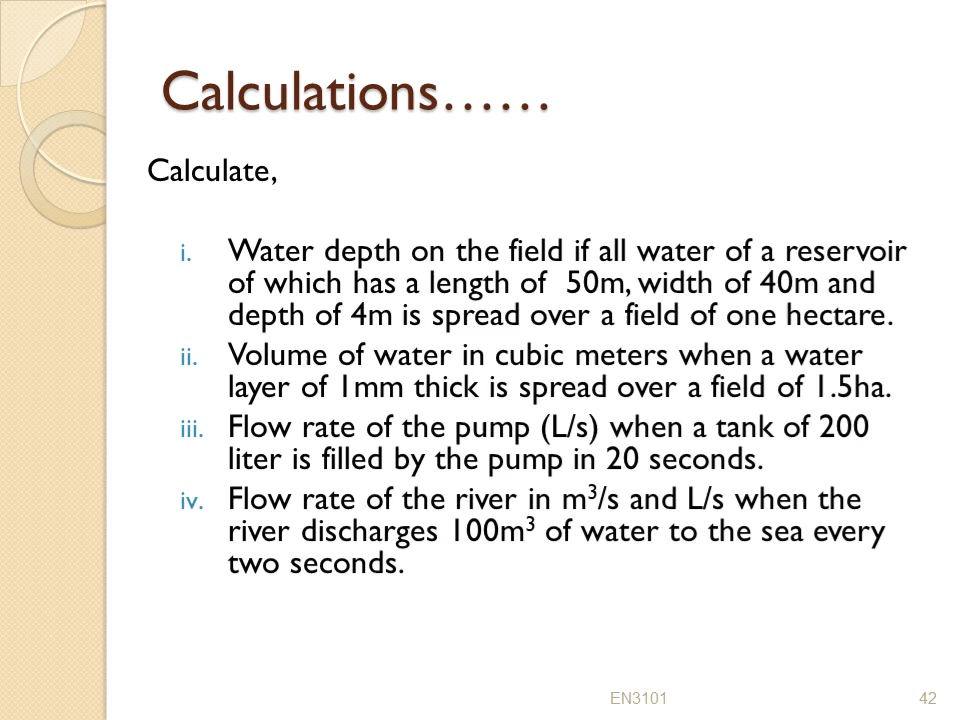 Calculations……
Calculate,
i. Water depth on the field if all water of a reservoir
of which has a length of  50m, width of 40m and
depth of 4m is spread over a field of one hectare.
ii. Volume of water in cubic meters when a water
layer of 1mm thick is spread over a field of 1.5ha.
iii. Flow rate of the pump (L/s) when a tank of 200
liter is filled by the pump in 20 seconds.
iv. Flow rate of the river in m³/s and L/s when the
river discharges 100m³ of water to the sea every
two seconds.
EN3101 42